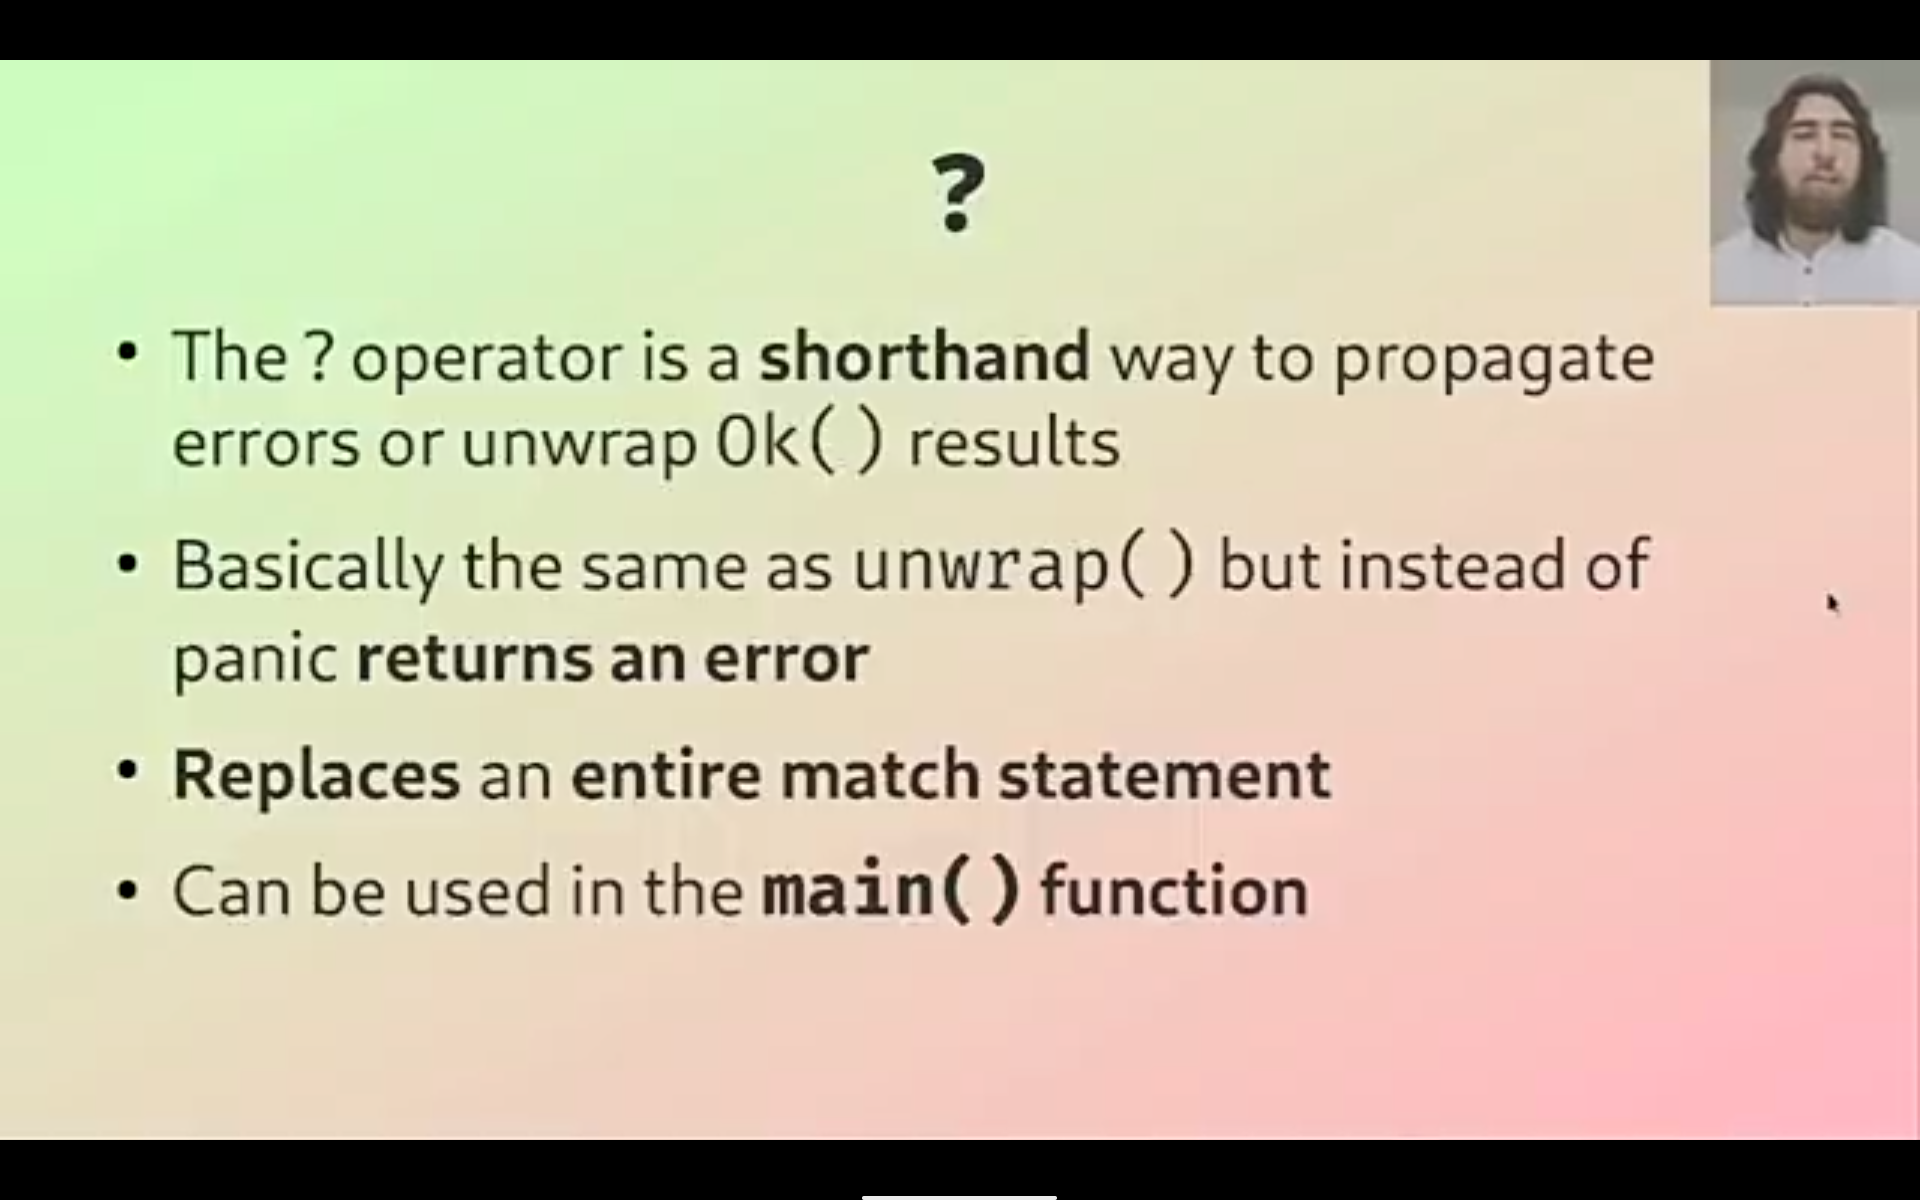 ?
• The ? operator is a shorthand way to propagate
errors or unwrap Ok() results
• Basically the same as unwrap() but instead of
panic returns an error
• Replaces an entire match statement
• Can be used in the main() function